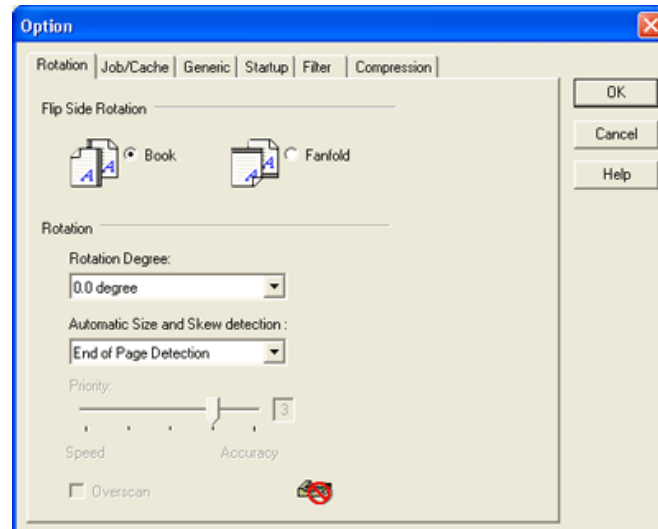 Option
Rotation Job/Cache Generic Startup Filter Compression
OK
Cancel
Help
Flip Side Rotation
A A Book A A Fanfold
Rotation
Rotation Degree:
0.0 degree
Automatic Size and Skew detection :
End of Page Detection
Priority:
3
Speed Accuracy
Overscan